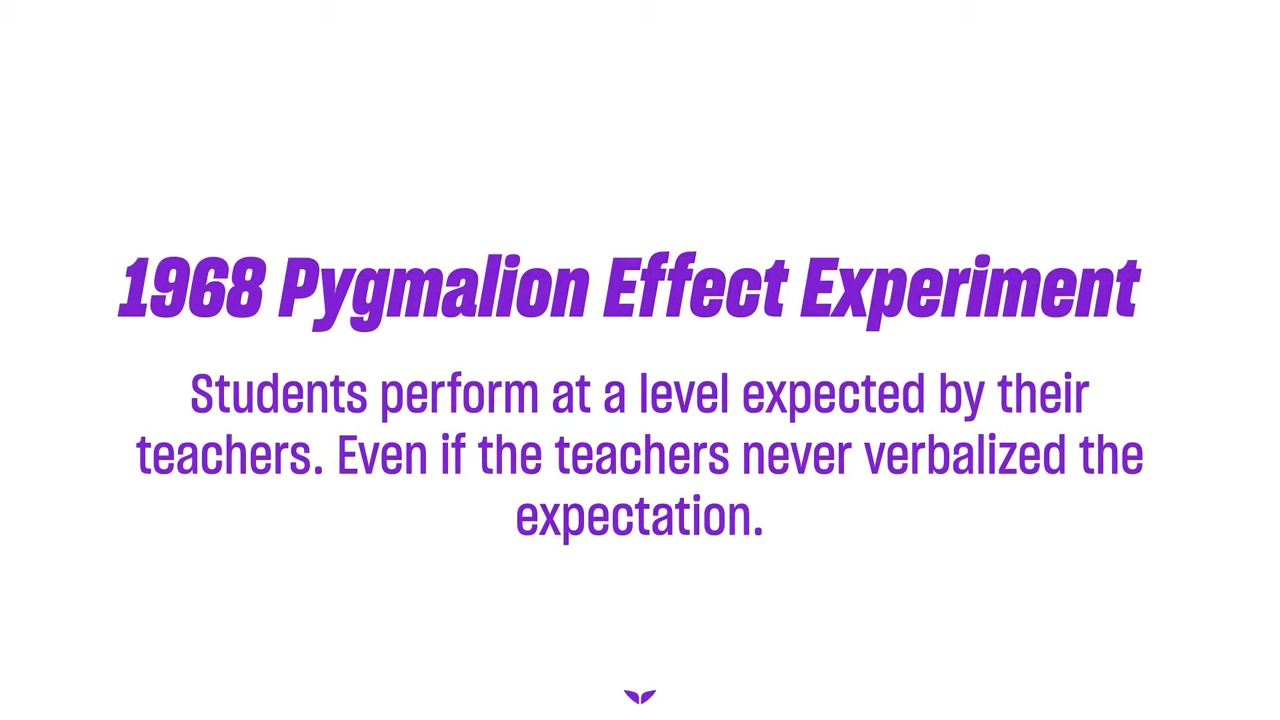 1968 Pygmalion Effect Experiment
Students perform at a level expected by their
teachers. Even if the teachers never verbalized the
expectation.